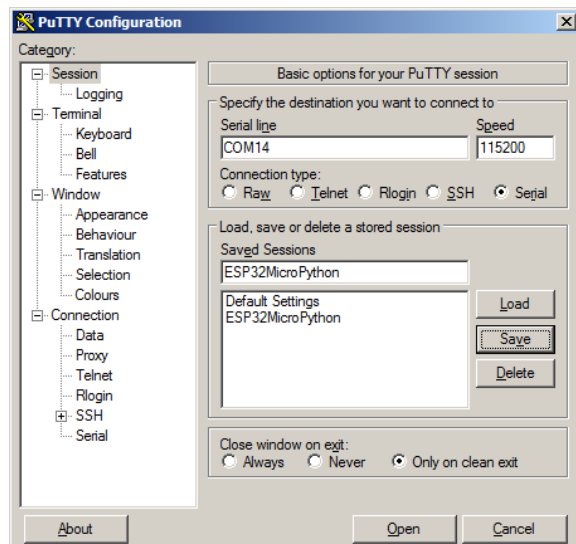 PuTTY Configuration
Category:
Session
Logging
Terminal
Keyboard
Bell
Features
Window
Appearance
Behaviour
Translation
Selection
Colours
Connection
Data
Proxy
Telnet
Rlogin
SSH
Serial
Basic options for your PuTTY session
Specify the destination you want to connect to
Serial line Speed
COM14 115200
Connection type:
Raw Telnet Rlogin SSH Serial
Load, save or delete a stored session
Saved Sessions
ESP32MicroPython
Default Settings
ESP32MicroPython
Load
Save
Delete
Close window on exit:
Always Never Only on clean exit
About Open Cancel